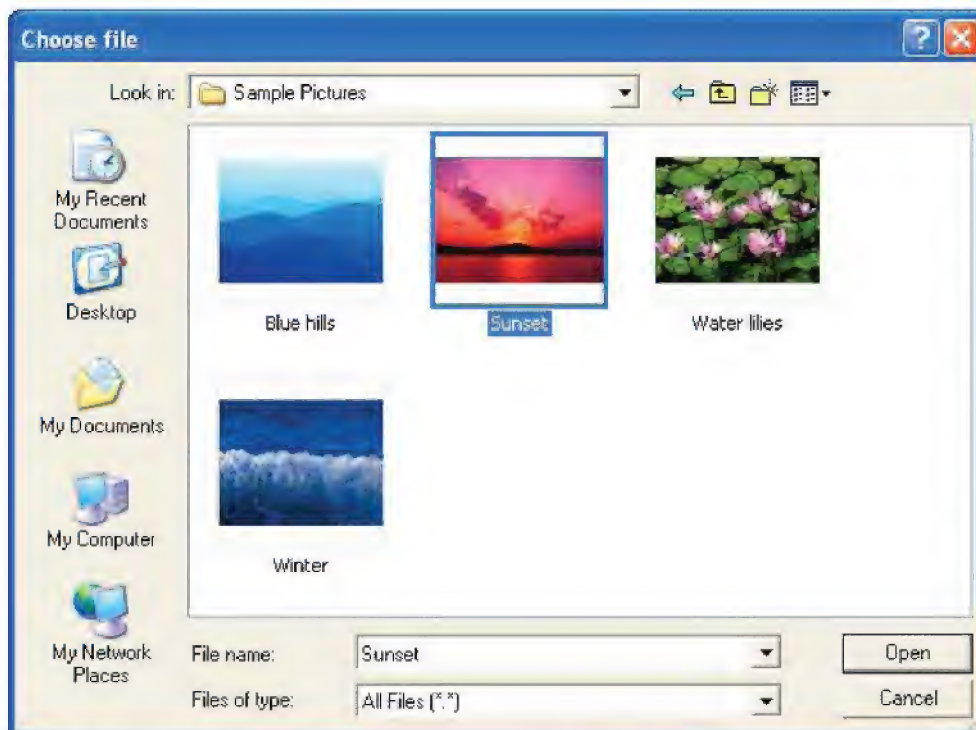 Choose file
?
Look in: Sample Pictures
My Recent
Documents
Desktop
My Documents
My Computer
My Network
Places
Blue hills
Sunset
Water lilies
Winter
File name: Sunset
Open
Files of type: All Files (*.*)
Cancel